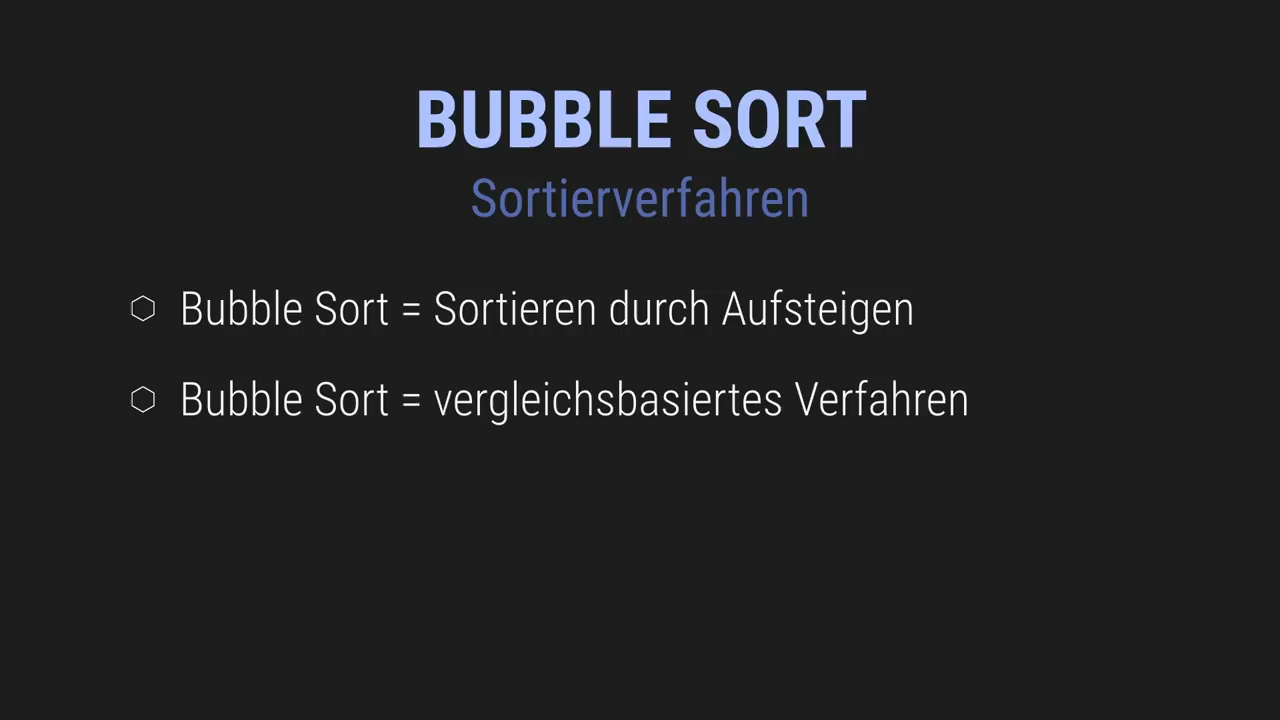 BUBBLE SORT
Sortierverfahren
Bubble Sort = Sortieren durch Aufsteigen
Bubble Sort = vergleichsbasiertes Verfahren